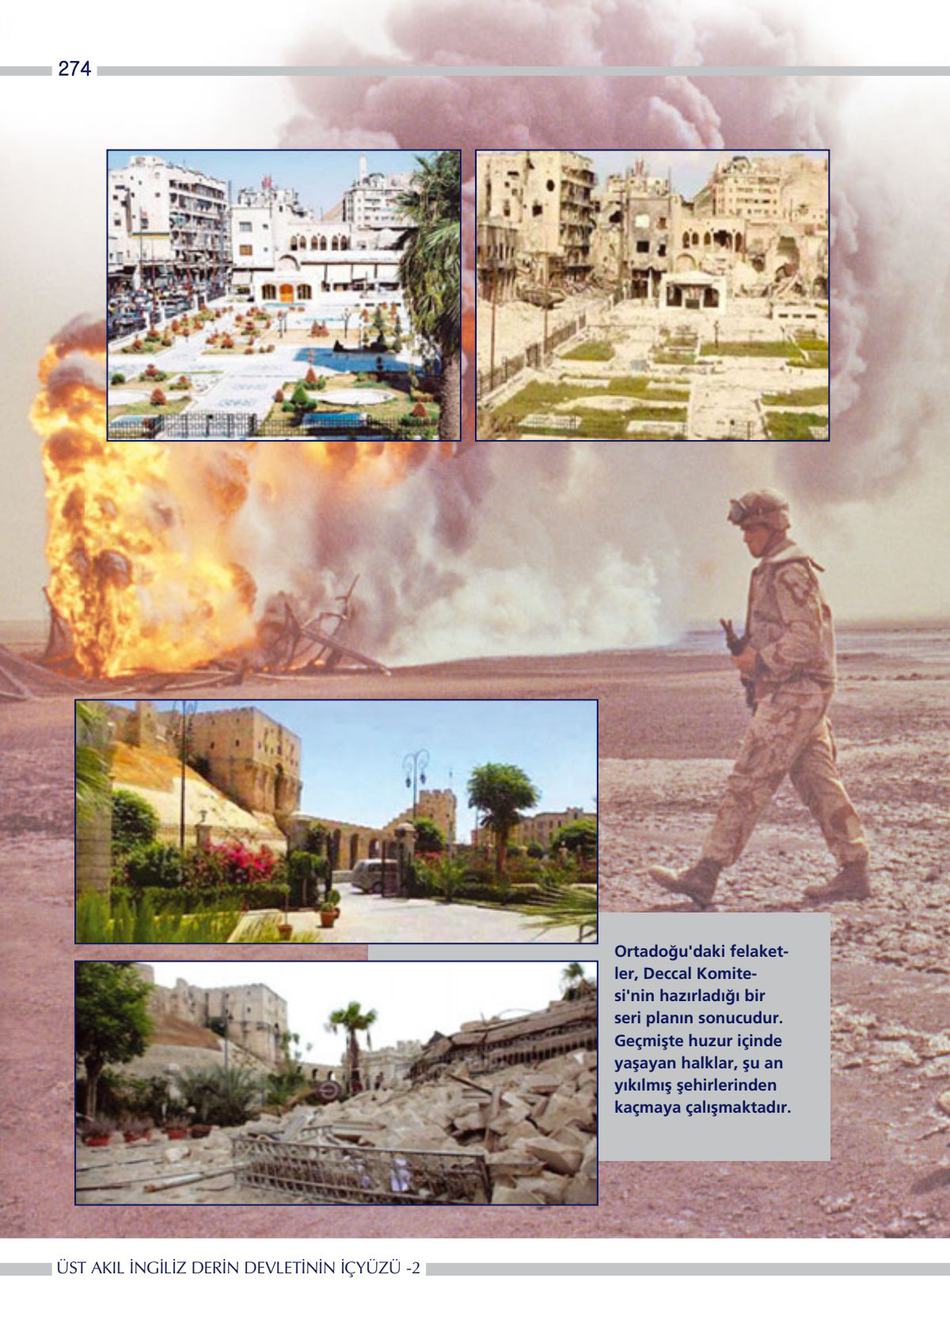 274
Ortadoğu'daki felaket-
ler, Deccal Komite-
si'nin hazırladığı bir
seri planın sonucudur.
Geçmişte huzur içinde
yaşayan halklar, şu an
yıkılmış şehirlerinden
kaçmaya çalışmaktadır.
ÜST AKIL İNGİLİZ DERİN DEVLETİNİN İÇYÜZÜ -2